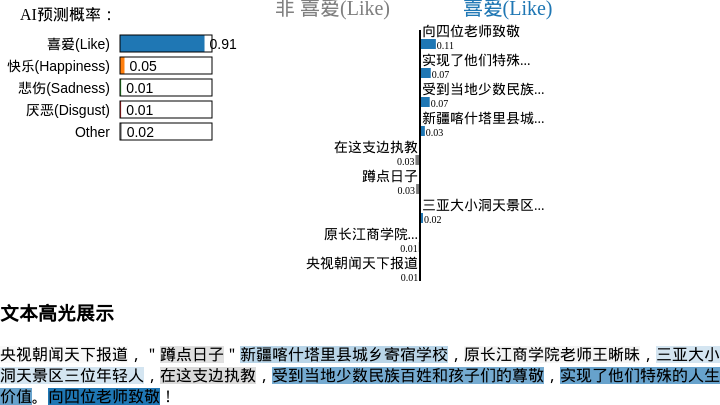 AI预测概率：
喜爱(Like) 0.91
快乐(Happiness) 0.05
悲伤(Sadness) 0.01
厌恶(Disgust) 0.01
Other 0.02
非 喜爱(Like) 喜爱(Like)
向四位老师致敬
0.11
实现了他们特殊...
0.07
受到当地少数民族...
0.07
新疆喀什塔里县城...
0.03
在这支边执教
0.03
蹲点日子
0.03
三亚大小洞天景区...
0.02
原长江商学院...
0.01
央视朝闻天下报道
0.01
文本高光展示
央视朝闻天下报道，＂蹲点日子＂新疆喀什塔里县城乡寄宿学校，原长江商学院老师王晰昧，三亚大小
洞天景区三位年轻人，在这支边执教，受到当地少数民族百姓和孩子们的尊敬，实现了他们特殊的人生
价值。向四位老师致敬！